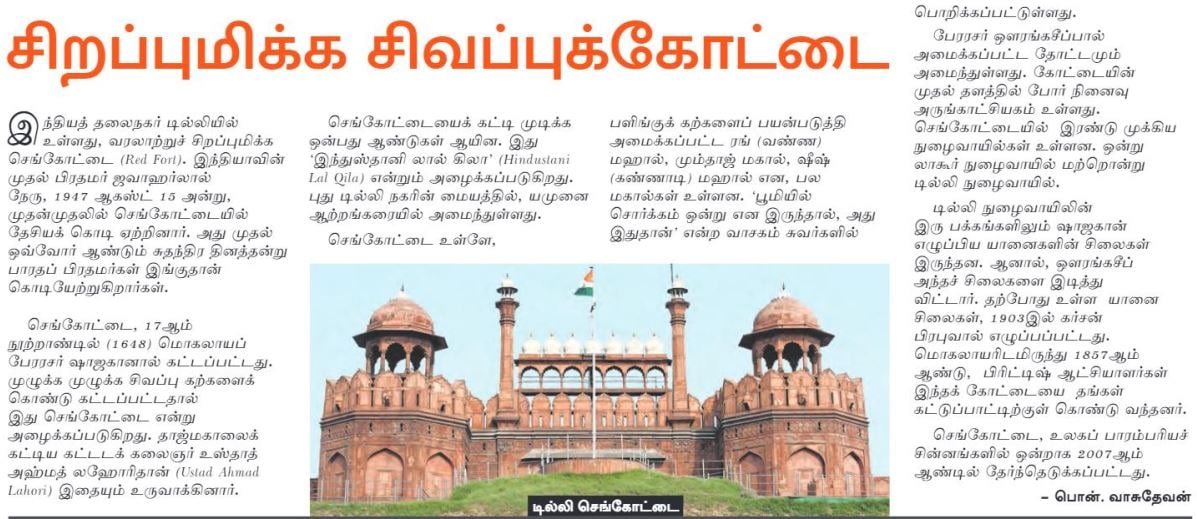 சிறப்புமிக்க சிவப்புக்கோட்டை
இந்தியத் தலைநகர் டில்லியில்
உள்ளது, வரலாற்றுச் சிறப்புமிக்க
செங்கோட்டை (Red Fort). இந்தியாவின்
முதல் பிரதமர் ஜவாஹர்லால்
நேரு, 1947 ஆகஸ்ட் 15 அன்று,
முதன்முதலில் செங்கோட்டையில்
தேசியக் கொடி ஏற்றினார். அது முதல்
ஒவ்வோர் ஆண்டும் சுதந்திர தினத்தன்று
பாரதப் பிரதமர்கள் இங்குதான்
கொடியேற்றுகிறார்கள்.
செங்கோட்டை, 17ஆம்
நூற்றாண்டில் (1648) மொகலாயப்
பேரரசர் ஷாஜகானால் கட்டப்பட்டது.
முழுக்க முழுக்க சிவப்பு கற்களைக்
கொண்டு கட்டப்பட்டதால்
இது செங்கோட்டை என்று
அழைக்கப்படுகிறது. தாஜ்மகாலைக்
கட்டிய கட்டடக் கலைஞர் உஸ்தாத்
அஹ்மத் லஹோரிதான் (Ustad Ahmad
Lahori) இதையும் உருவாக்கினார்.
செங்கோட்டையைக் கட்டி முடிக்க
ஒன்பது ஆண்டுகள் ஆயின. இது
‘இந்துஸ்தானி லால் கிலா’ (Hindustani
Lal Qila) என்றும் அழைக்கப்படுகிறது.
புது டில்லி நகரின் மையத்தில், யமுனை
ஆற்றங்கரையில் அமைந்துள்ளது.
செங்கோட்டை உள்ளே,
பளிங்குக் கற்களைப் பயன்படுத்தி
அமைக்கப்பட்ட ரங் (வண்ண)
மஹால், மும்தாஜ் மகால், ஷீஷ்
(கண்ணாடி) மஹால் என, பல
மகால்கள் உள்ளன. ‘பூமியில்
சொர்க்கம் ஒன்று என இருந்தால், அது
இதுதான்’ என்ற வாசகம் சுவர்களில்
டில்லி செங்கோட்டை
பொறிக்கப்பட்டுள்ளது.
பேரரசர் ஔரங்கசீப்பால்
அமைக்கப்பட்ட தோட்டமும்
அமைந்துள்ளது. கோட்டையின்
முதல் தளத்தில் போர் நினைவு
அருங்காட்சியகம் உள்ளது.
செங்கோட்டையில் இரண்டு முக்கிய
நுழைவாயில்கள் உள்ளன. ஒன்று
லாகூர் நுழைவாயில் மற்றொன்று
டில்லி நுழைவாயில்.
டில்லி நுழைவாயிலின்
இரு பக்கங்களிலும் ஷாஜகான்
எழுப்பிய யானைகளின் சிலைகள்
இருந்தன. ஆனால், ஔரங்கசீப்
அந்தச் சிலைகளை இடித்து
விட்டார். தற்போது உள்ள யானை
சிலைகள், 1903இல் கர்சன்
பிரபுவால் எழுப்பப்பட்டது.
மொகலாயரிடமிருந்து 1857ஆம்
ஆண்டு, பிரிட்டிஷ் ஆட்சியாளர்கள்
இந்தக் கோட்டையை தங்கள்
கட்டுப்பாட்டிற்குள் கொண்டு வந்தனர்.
செங்கோட்டை, உலகப் பாரம்பரியச்
சின்னங்களில் ஒன்றாக 2007ஆம்
ஆண்டில் தேர்ந்தெடுக்கப்பட்டது.
– பொன். வாசுதேவன்